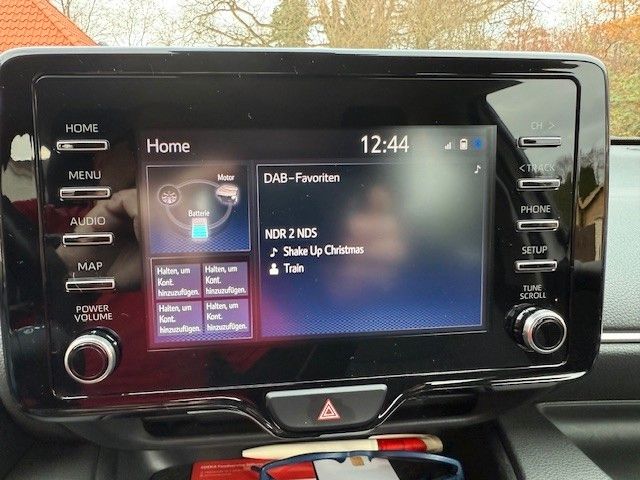 HOME
MENU
AUDIO
MAP
POWER
VOLUME
Home
12:44
Motor
Batterie
Halten, um
Kont.
hinzuzufügen.
Halten, um
Kont.
hinzuzufügen.
Halten, um
Kont.
hinzuzufügen.
Halten, um
Kont.
hinzuzufügen.
DAB-Favoriten
NDR 2 NDS
Shake Up Christmas
Train
CH >
< TRACK
PHONE
SETUP
TUNE
SCROLL